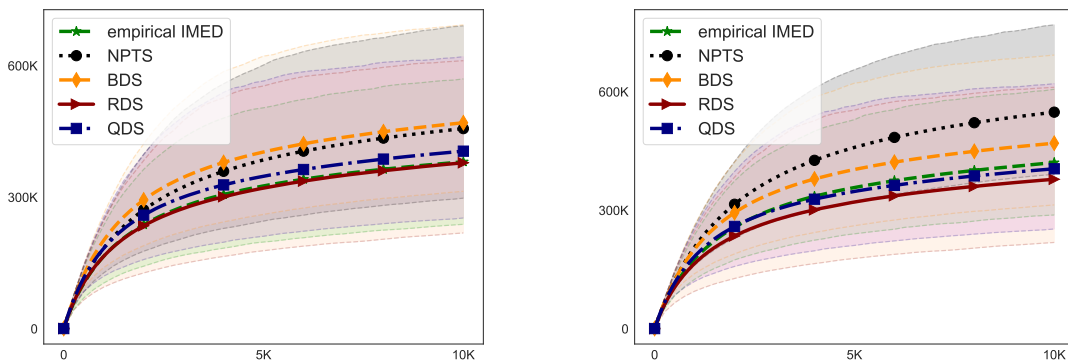 empirical IMED
NPTS
BDS
RDS
QDS
600K
300K
0
0
5K
10K
empirical IMED
NPTS
BDS
RDS
QDS
600K
300K
0
0
5K
10K